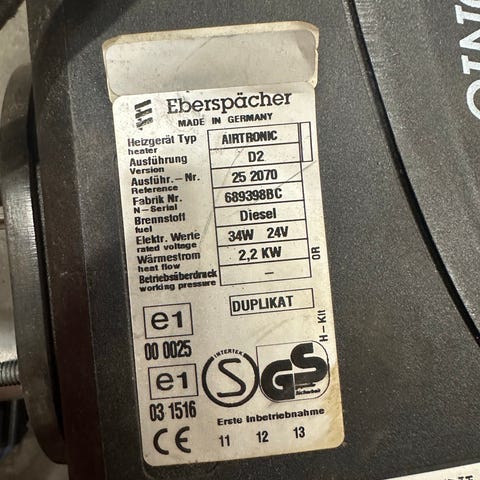 Eberspächer
MADE IN GERMANY
Heizgerät Typ AIRTRONIC
heater
Ausführung D2
Version
Ausführ.-Nr. 25 2070
Reference
Fabrik Nr. 689398BC
N-Serial
Brennstoff Diesel
fuel
Elektr. Werte 34W 24V
rated voltage
Wärmestrom 2,2 KW
heat flow
Betriebsüberdruck –
working pressure
OR
DUPLIKAT
H-Kit
e1
00 0025
INTERTEK
S
GS
e1
03 1516
Erste Inbetriebnahme
CE 11 12 13